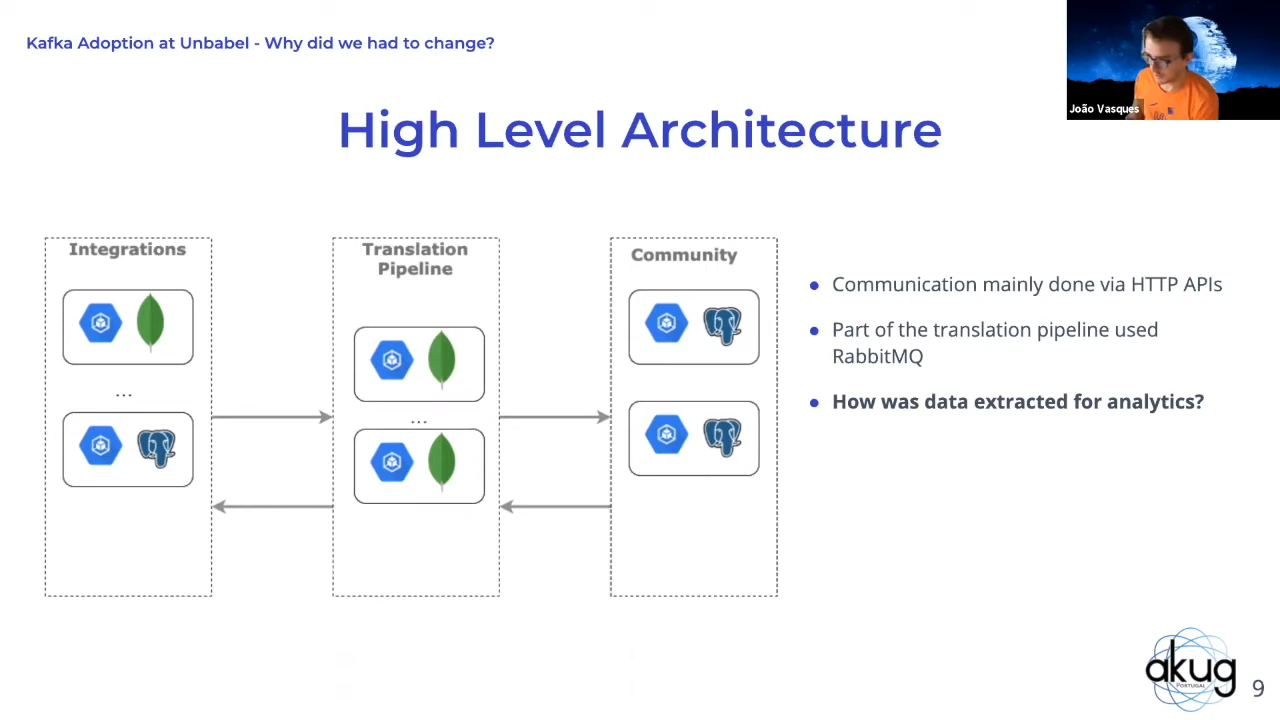 Kafka Adoption at Unbabel - Why did we had to change?
João Vasques
High Level Architecture
Integrations
...
Translation
Pipeline
...
Community
• Communication mainly done via HTTP APIs
• Part of the translation pipeline used
RabbitMQ
• How was data extracted for analytics?
akug
PORTUGAL
9